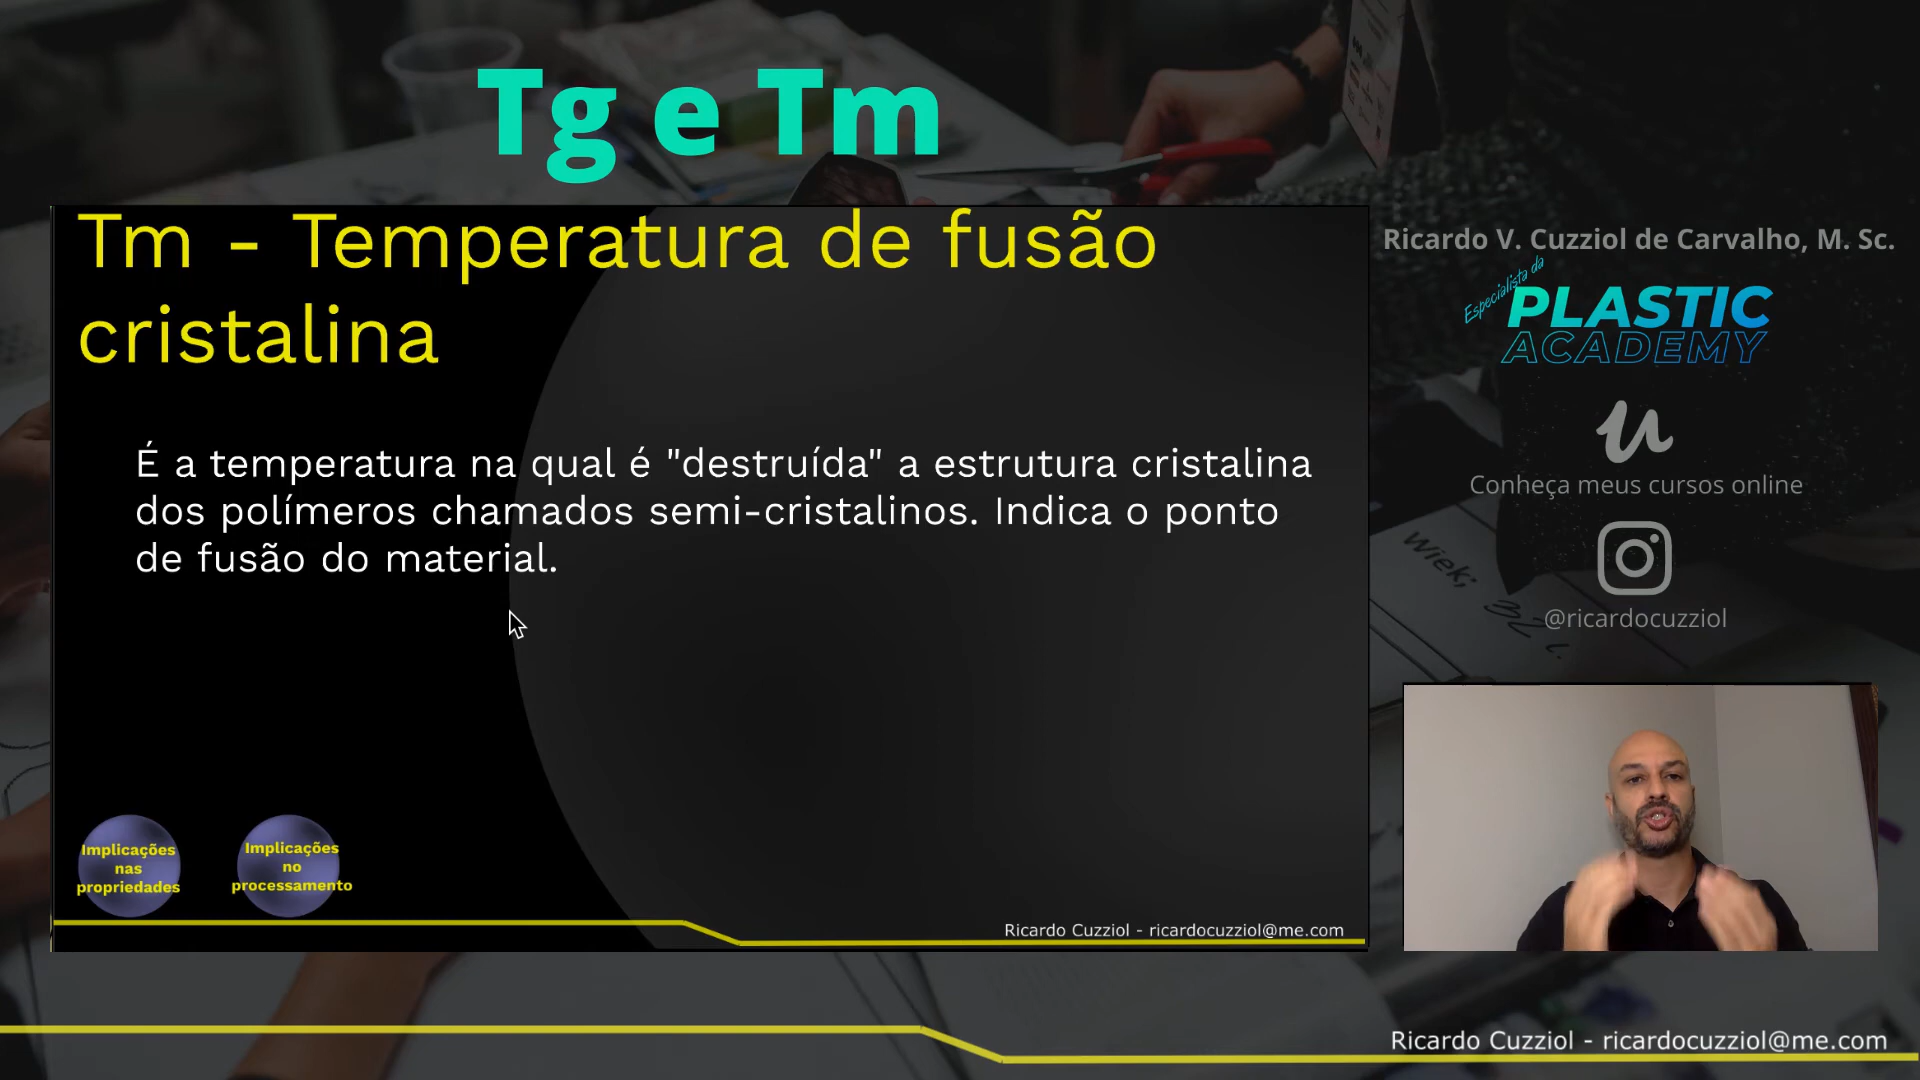 Tg e Tm
Tm - Temperatura de fusão
cristalina
É a temperatura na qual é "destruída" a estrutura cristalina
dos polímeros chamados semi-cristalinos. Indica o ponto
de fusão do material.
Implicações
nas
propriedades
Implicações
no
processamento
Ricardo Cuzziol - ricardocuzziol@me.com
Ricardo V. Cuzziol de Carvalho, M. Sc.
Especialista da
PLASTIC
ACADEMY
Conheça meus cursos online
@ricardocuzziol
Wiek;
Ricardo Cuzziol - ricardocuzziol@me.com